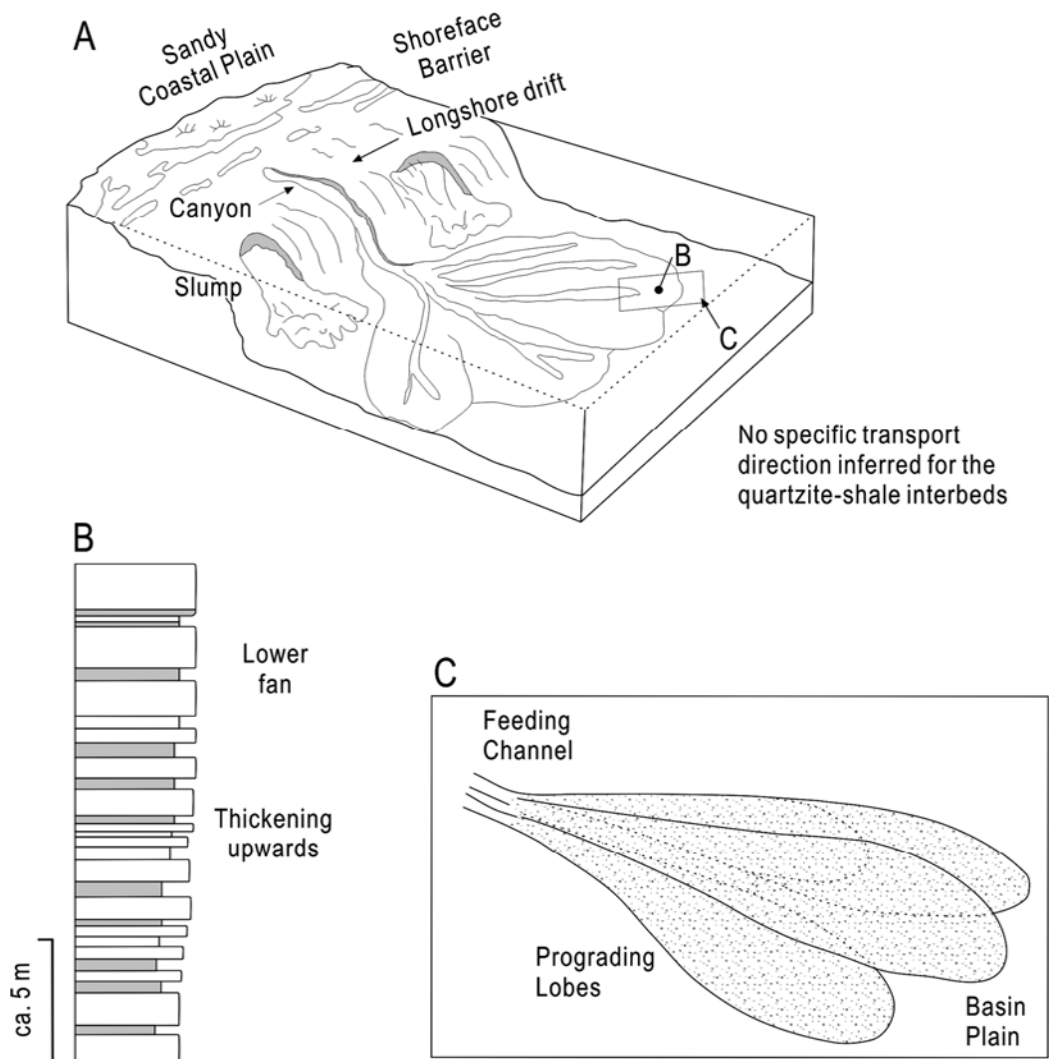 A
Sandy
Coastal Plain
Shoreface
Barrier
Longshore drift
Canyon
Slump
B
C
No specific transport
direction inferred for the
quartzite-shale interbeds
B
Lower
fan
Thickening
upwards
ca. 5 m
C
Feeding
Channel
Prograding
Lobes
Basin
Plain